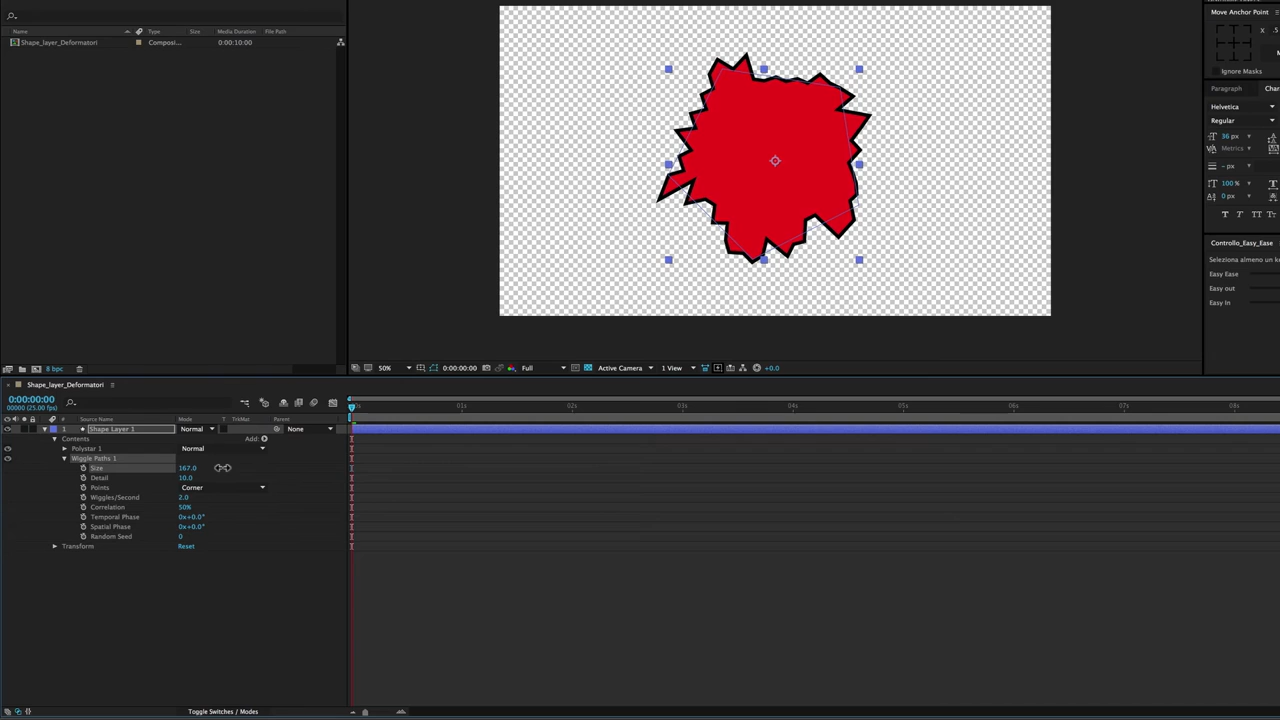 Name # Type Size Media Duration File Path
Shape_layer_Deformatori Composi... 0:00:10:00
8 bpc
Move Anchor Point
X .5
Ignore Masks
Paragraph Char
Helvetica
Regular
36 px
Metrics
- px
100 %
0 px
T T TT Tт
Controllo_Easy_Ease
Seleziona almeno un ke
Easy Ease
Easy out
Easy In
50% 0:00:00:00 Full Active Camera 1 View +0.0
Shape_layer_Deformatori
0:00:00:00
00000 (25.00 fps)
# Source Name Mode T TrkMat Parent
0s 01s 02s 03s 04s 05s 06s 07s 08s
1 Shape Layer 1 Normal None
Contents Add:
Polystar 1 Normal
Wiggle Paths 1
Size 167,0
Detail 10,0
Points Corner
Wiggles/Second 2,0
Correlation 50%
Temporal Phase 0x+0,0°
Spatial Phase 0x+0,0°
Random Seed 0
Transform Reset
Toggle Switches / Modes